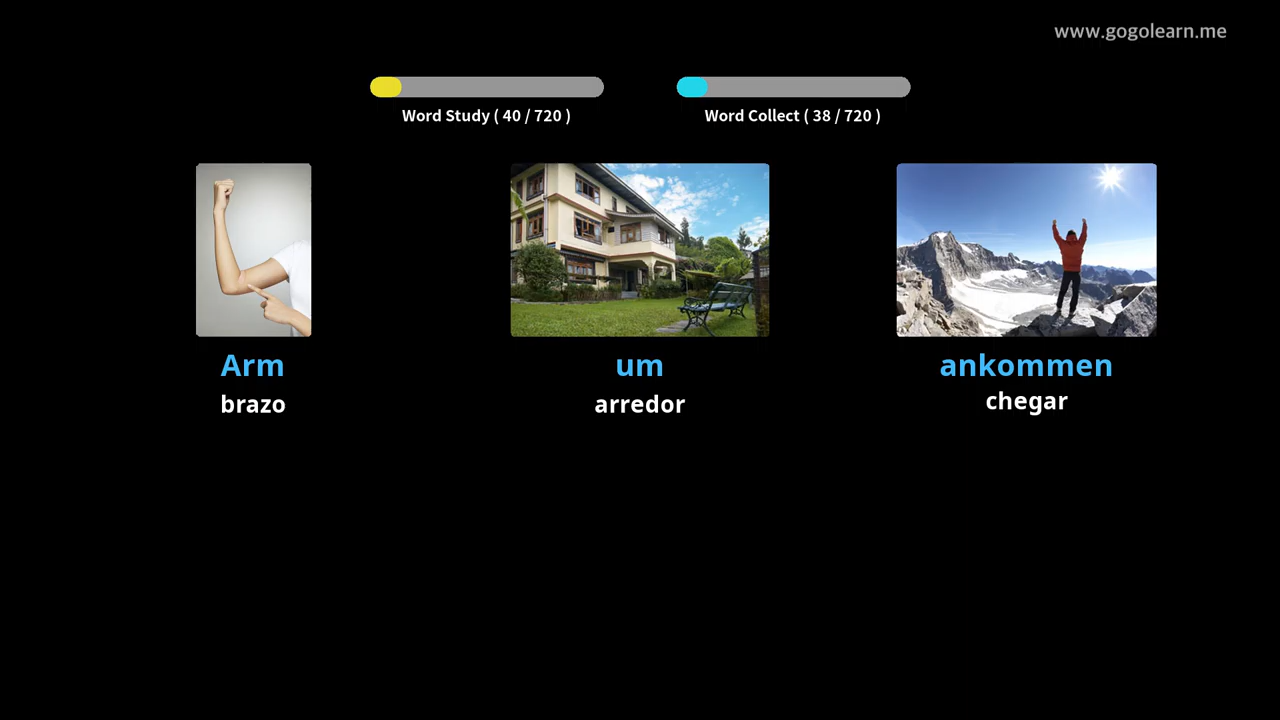 www.gogolearn.me
Word Study ( 40 / 720 )
Word Collect ( 38 / 720 )
Arm
brazo
um
arredor
ankommen
chegar